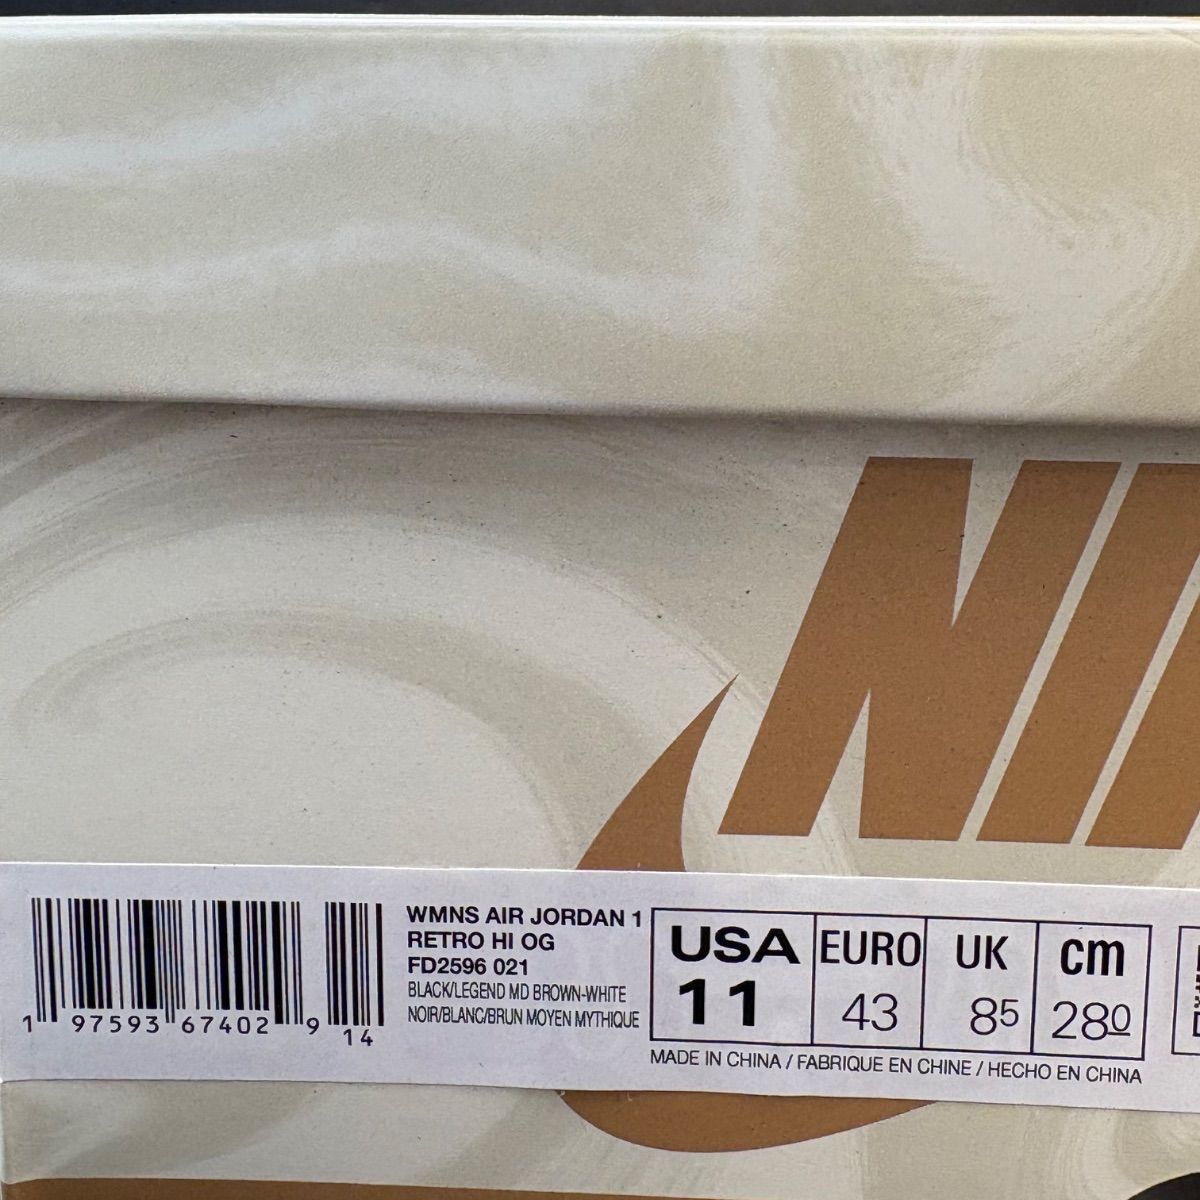 NI
WMNS AIR JORDAN 1
RETRO HI OG
FD2596 021
BLACK/LEGEND MD BROWN-WHITE
NOIR/BLANC/BRUN MOYEN MYTHIQUE
USA EURO UK cm
11 43 85 280
MADE IN CHINA / FABRIQUE EN CHINE / HECHO EN CHINA
1 97593 67402 9
14